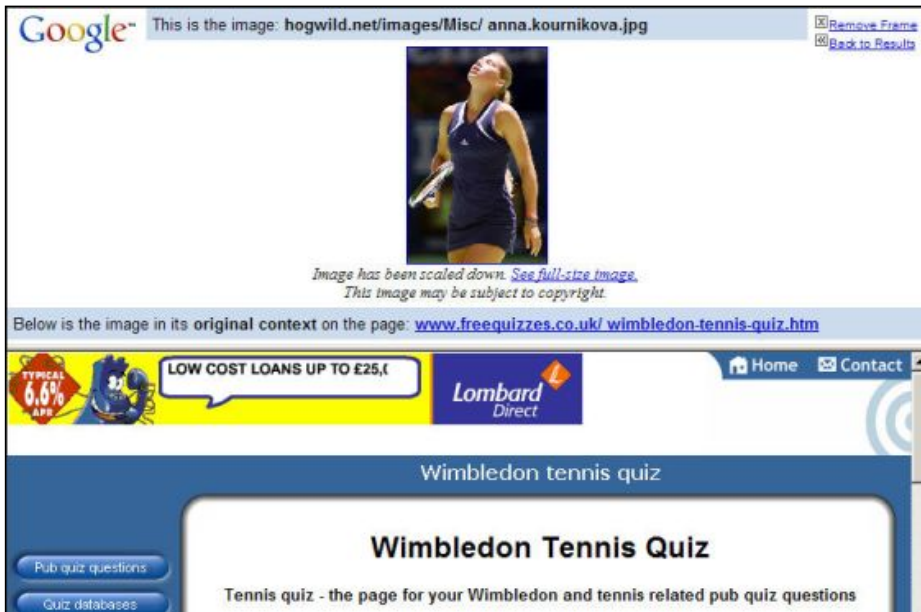 Google™ This is the image: hogwild.net/images/Misc/ anna.kournikova.jpg
Remove Frame
Back to Results
Image has been scaled down. See full-size image.
This image may be subject to copyright.
Below is the image in its original context on the page: www.freequizzes.co.uk/ wimbledon-tennis-quiz.htm
TYPICAL
6.6%
APR
LOW COST LOANS UP TO £25,(
Lombard
Direct
Home Contact
Wimbledon tennis quiz
Wimbledon Tennis Quiz
Pub quiz questions
Tennis quiz - the page for your Wimbledon and tennis related pub quiz questions
Quiz databases